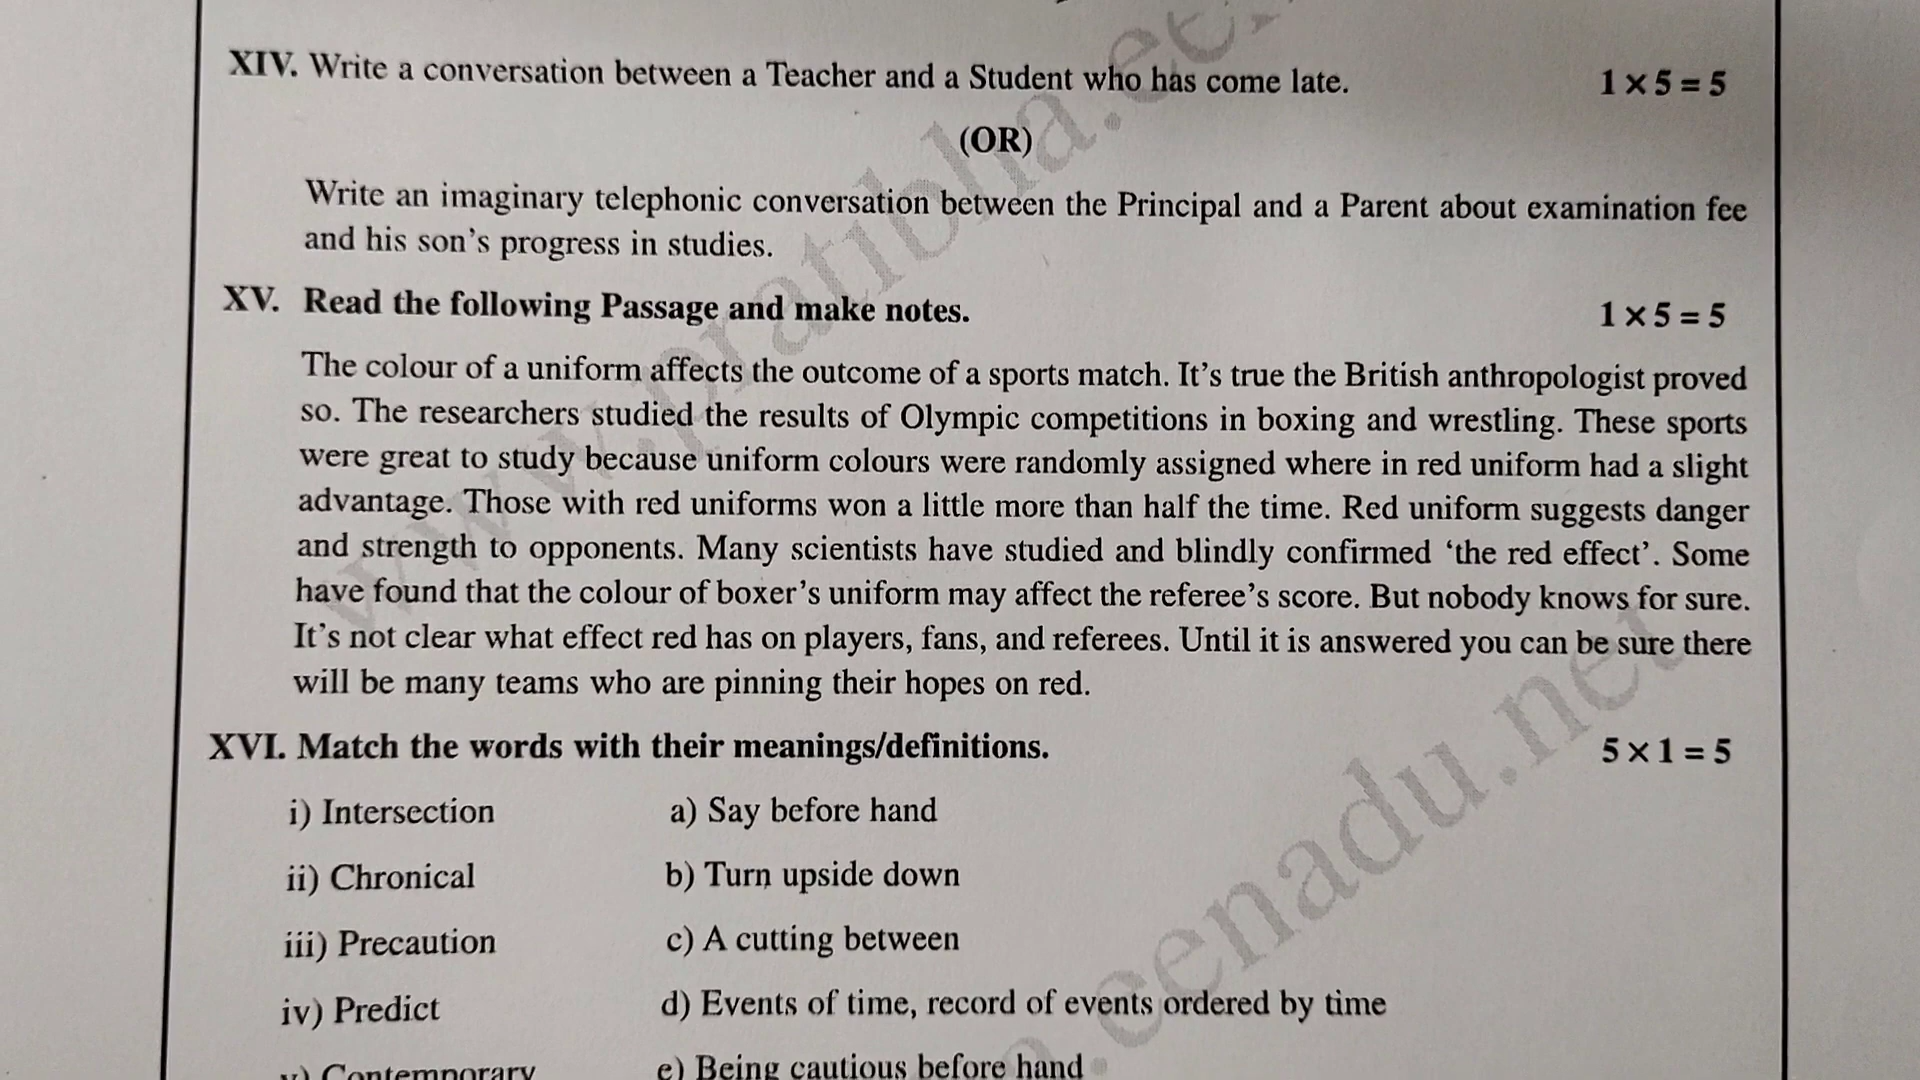 XIV. Write a conversation between a Teacher and a Student who has come late. 1 × 5 = 5
(OR)
Write an imaginary telephonic conversation between the Principal and a Parent about examination fee
and his son's progress in studies.
XV. Read the following Passage and make notes. 1 × 5 = 5
The colour of a uniform affects the outcome of a sports match. It's true the British anthropologist proved
so. The researchers studied the results of Olympic competitions in boxing and wrestling. These sports
were great to study because uniform colours were randomly assigned where in red uniform had a slight
advantage. Those with red uniforms won a little more than half the time. Red uniform suggests danger
and strength to opponents. Many scientists have studied and blindly confirmed ‘the red effect’. Some
have found that the colour of boxer's uniform may affect the referee's score. But nobody knows for sure.
It's not clear what effect red has on players, fans, and referees. Until it is answered you can be sure there
will be many teams who are pinning their hopes on red.
XVI. Match the words with their meanings/definitions. 5 × 1 = 5
i) Intersection a) Say before hand
ii) Chronical b) Turn upside down
iii) Precaution c) A cutting between
iv) Predict d) Events of time, record of events ordered by time
v) Contemporary e) Being cautious before hand
www.pratibha.eenadu.net